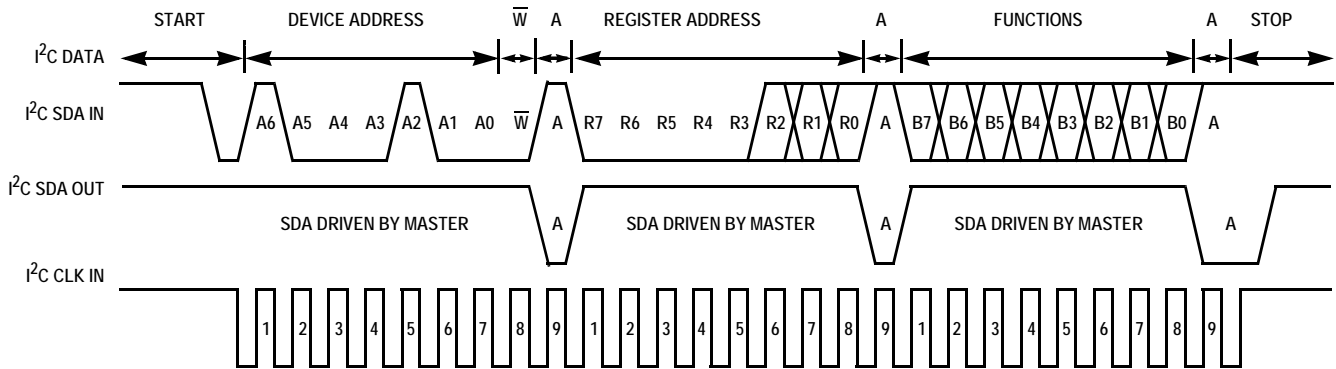 START DEVICE ADDRESS W̅ A REGISTER ADDRESS A FUNCTIONS A STOP
I²C DATA
I²C SDA IN A6 A5 A4 A3 A2 A1 A0 W̅ A R7 R6 R5 R4 R3 R2 R1 R0 A B7 B6 B5 B4 B3 B2 B1 B0 A
I²C SDA OUT
SDA DRIVEN BY MASTER A SDA DRIVEN BY MASTER A SDA DRIVEN BY MASTER A
I²C CLK IN
1 2 3 4 5 6 7 8 9 1 2 3 4 5 6 7 8 9 1 2 3 4 5 6 7 8 9